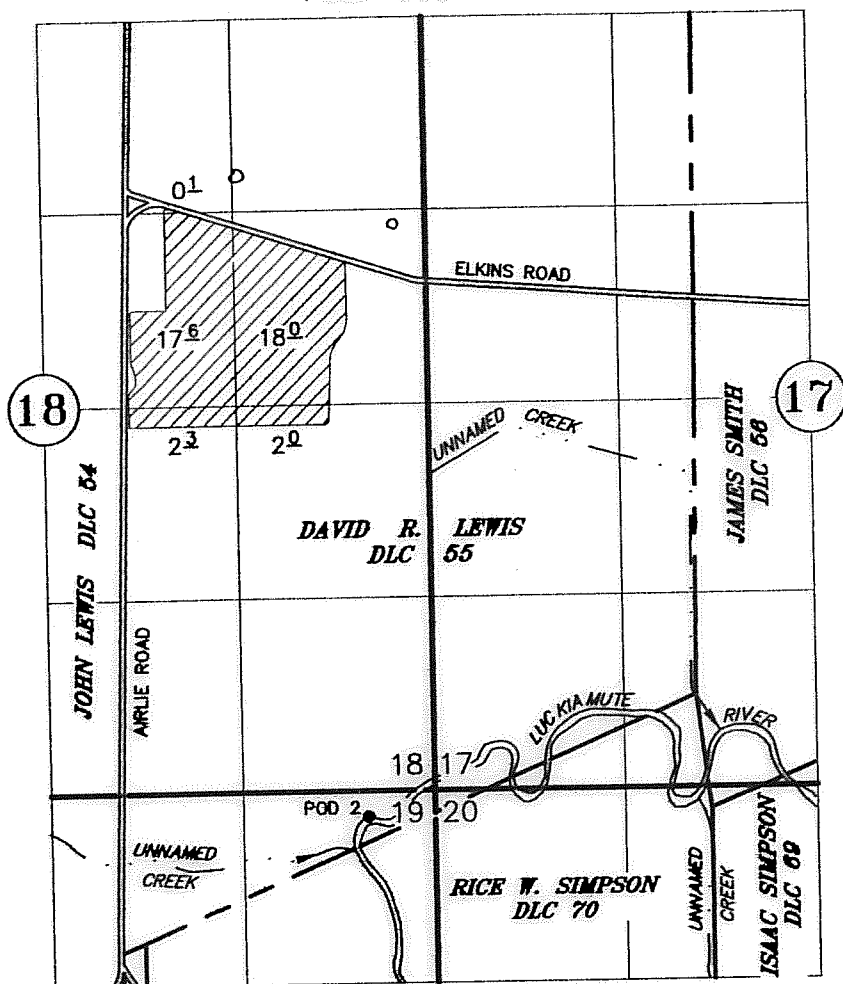 0 1
ELKINS ROAD
17 6
18 0
18
17
2 3
2 0
UNNAMED CREEK
JAMES SMITH
DLC 56
JOHN LEWIS DLC 54
DAVID R. LEWIS
DLC 55
AIRLIE ROAD
LUCKIAMUTE RIVER
18 17
19 20
POD 2
UNNAMED
CREEK
RICE W. SIMPSON
DLC 70
UNNAMED
CREEK
ISAAC SIMPSON
DLC 69